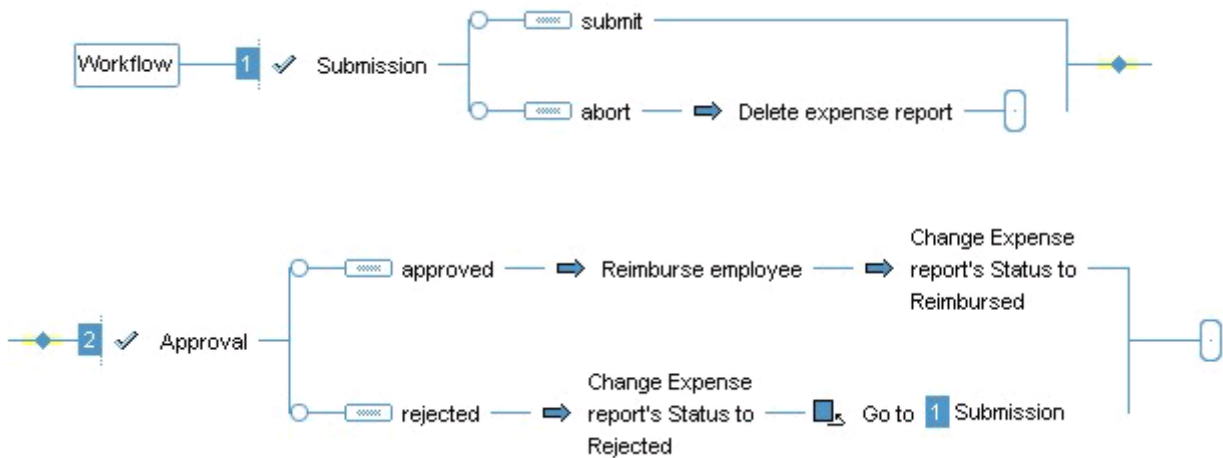 submit
Workflow 1 Submission
abort Delete expense report
Change Expense
approved Reimburse employee report's Status to
Reimbursed
2 Approval
Change Expense
rejected report's Status to Go to 1 Submission
Rejected